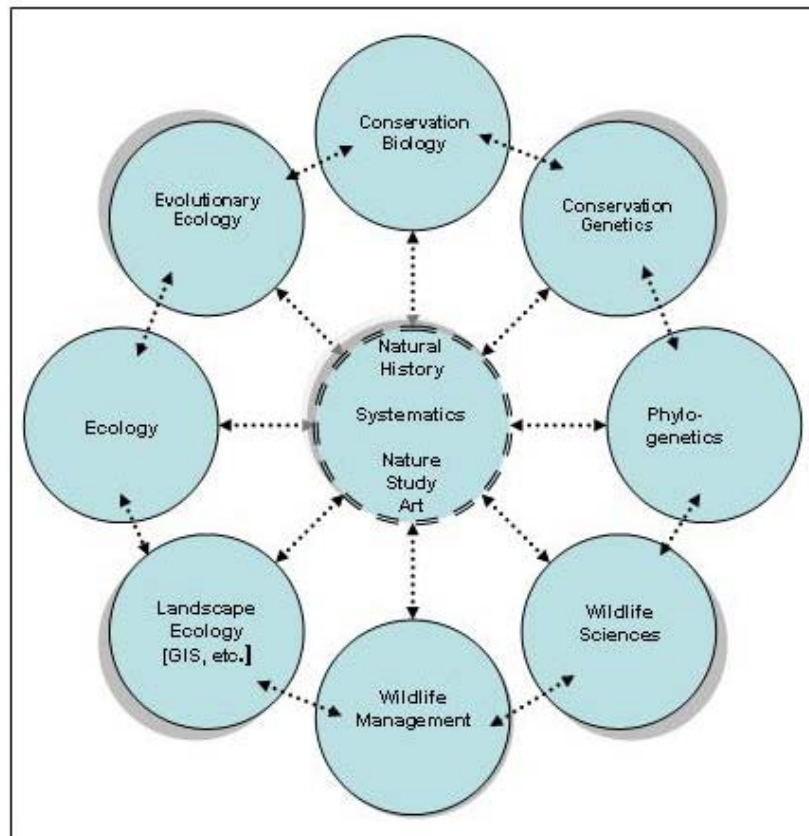 Conservation
Biology
Evolutionary
Ecology
Conservation
Genetics
Natural
History
Systematics
Nature
Study
Art
Ecology
Phylo-
genetics
Landscape
Ecology
[GIS, etc.]
Wildlife
Sciences
Wildlife
Management